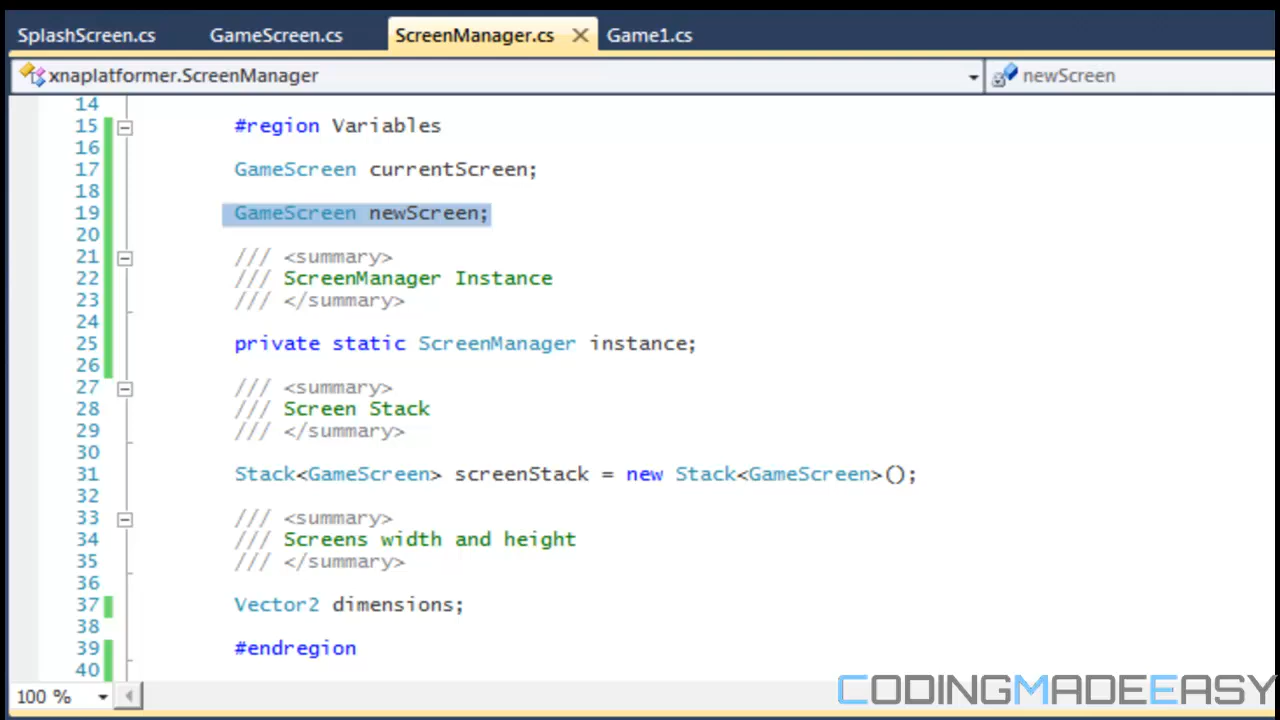 SplashScreen.cs GameScreen.cs ScreenManager.cs Game1.cs
xnaplatformer.ScreenManager newScreen
14
15 #region Variables
16
17 GameScreen currentScreen;
18
19 GameScreen newScreen;
20
21 /// <summary>
22 /// ScreenManager Instance
23 /// </summary>
24
25 private static ScreenManager instance;
26
27 /// <summary>
28 /// Screen Stack
29 /// </summary>
30
31 Stack<GameScreen> screenStack = new Stack<GameScreen>();
32
33 /// <summary>
34 /// Screens width and height
35 /// </summary>
36
37 Vector2 dimensions;
38
39 #endregion
40
100 %
CODINGMADEEASY